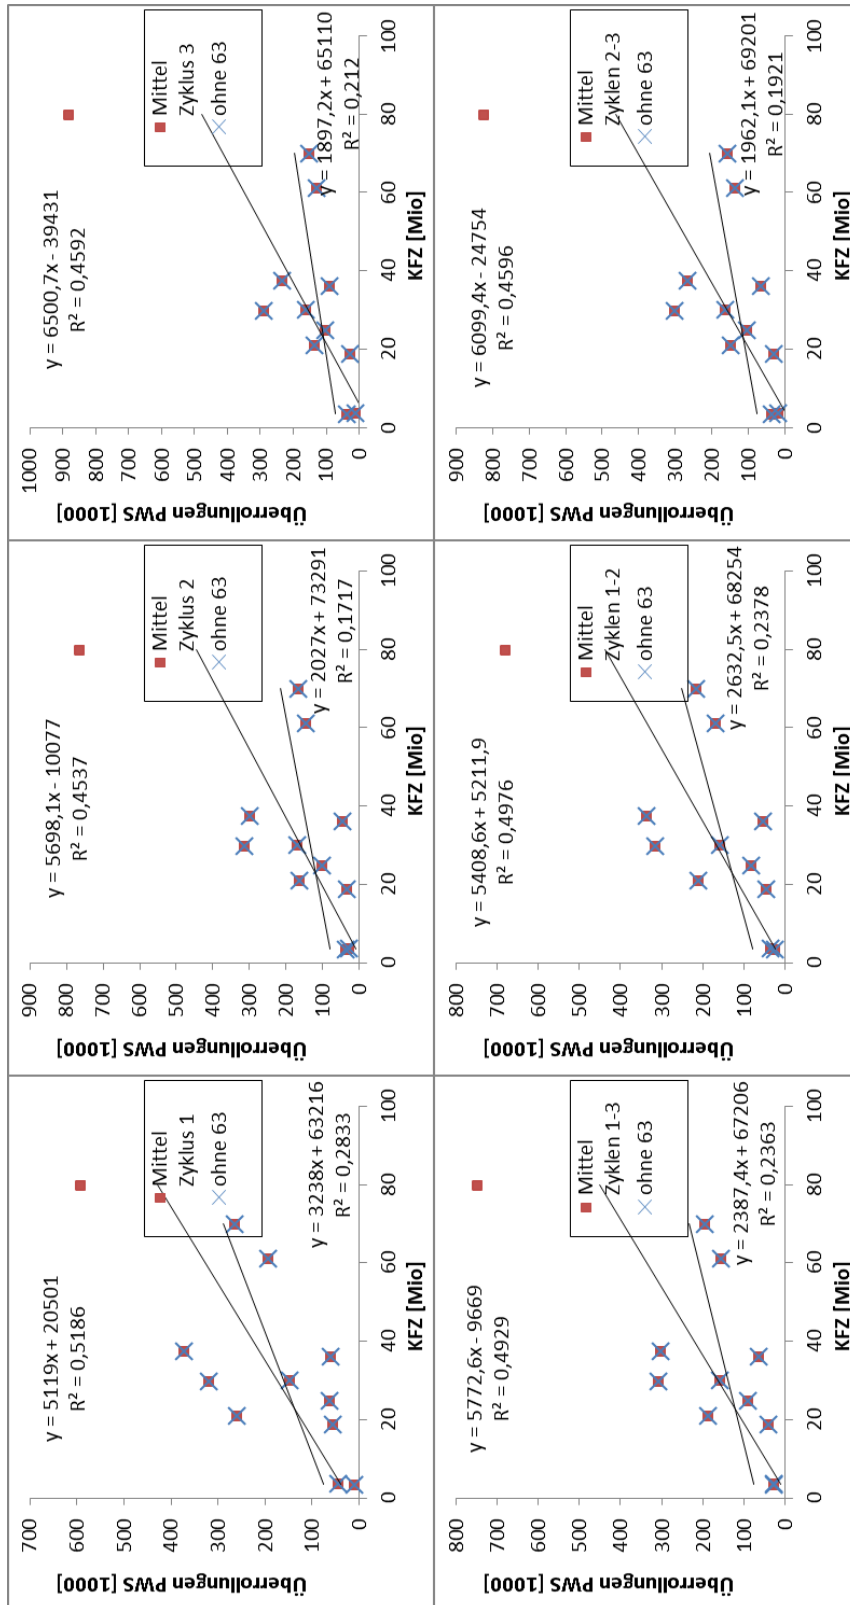 Überrollungen PWS [1000]
700
600
500
400
300
200
100
0
0
20
40
60
80
100
KFZ [Mio]
y = 5119x + 20501
R² = 0,5186
Mittel
Zyklus 1
ohne 63
y = 3238x + 63216
R² = 0,2833
Überrollungen PWS [1000]
900
800
700
600
500
400
300
200
100
0
0
20
40
60
80
100
KFZ [Mio]
y = 5698,1x - 10077
R² = 0,4537
Mittel
Zyklus 2
ohne 63
y = 2027x + 73291
R² = 0,1717
Überrollungen PWS [1000]
1000
900
800
700
600
500
400
300
200
100
0
0
20
40
60
80
100
KFZ [Mio]
y = 6500,7x - 39431
R² = 0,4592
Mittel
Zyklus 3
ohne 63
y = 1897,2x + 65110
R² = 0,212
Überrollungen PWS [1000]
800
700
600
500
400
300
200
100
0
0
20
40
60
80
100
KFZ [Mio]
y = 5772,6x - 9669
R² = 0,4929
Mittel
Zyklen 1-3
ohne 63
y = 2387,4x + 67206
R² = 0,2363
Überrollungen PWS [1000]
800
700
600
500
400
300
200
100
0
0
20
40
60
80
100
KFZ [Mio]
y = 5408,6x + 5211,9
R² = 0,4976
Mittel
Zyklen 1-2
ohne 63
y = 2632,5x + 68254
R² = 0,2378
Überrollungen PWS [1000]
900
800
700
600
500
400
300
200
100
0
0
20
40
60
80
100
KFZ [Mio]
y = 6099,4x - 24754
R² = 0,4596
Mittel
Zyklen 2-3
ohne 63
y = 1962,1x + 69201
R² = 0,1921